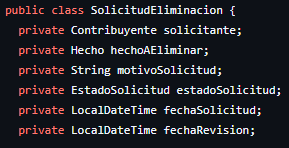 public class SolicitudEliminacion {
private Contribuyente solicitante;
private Hecho hechoAEliminar;
private String motivoSolicitud;
private EstadoSolicitud estadoSolicitud;
private LocalDateTime fechaSolicitud;
private LocalDateTime fechaRevision;